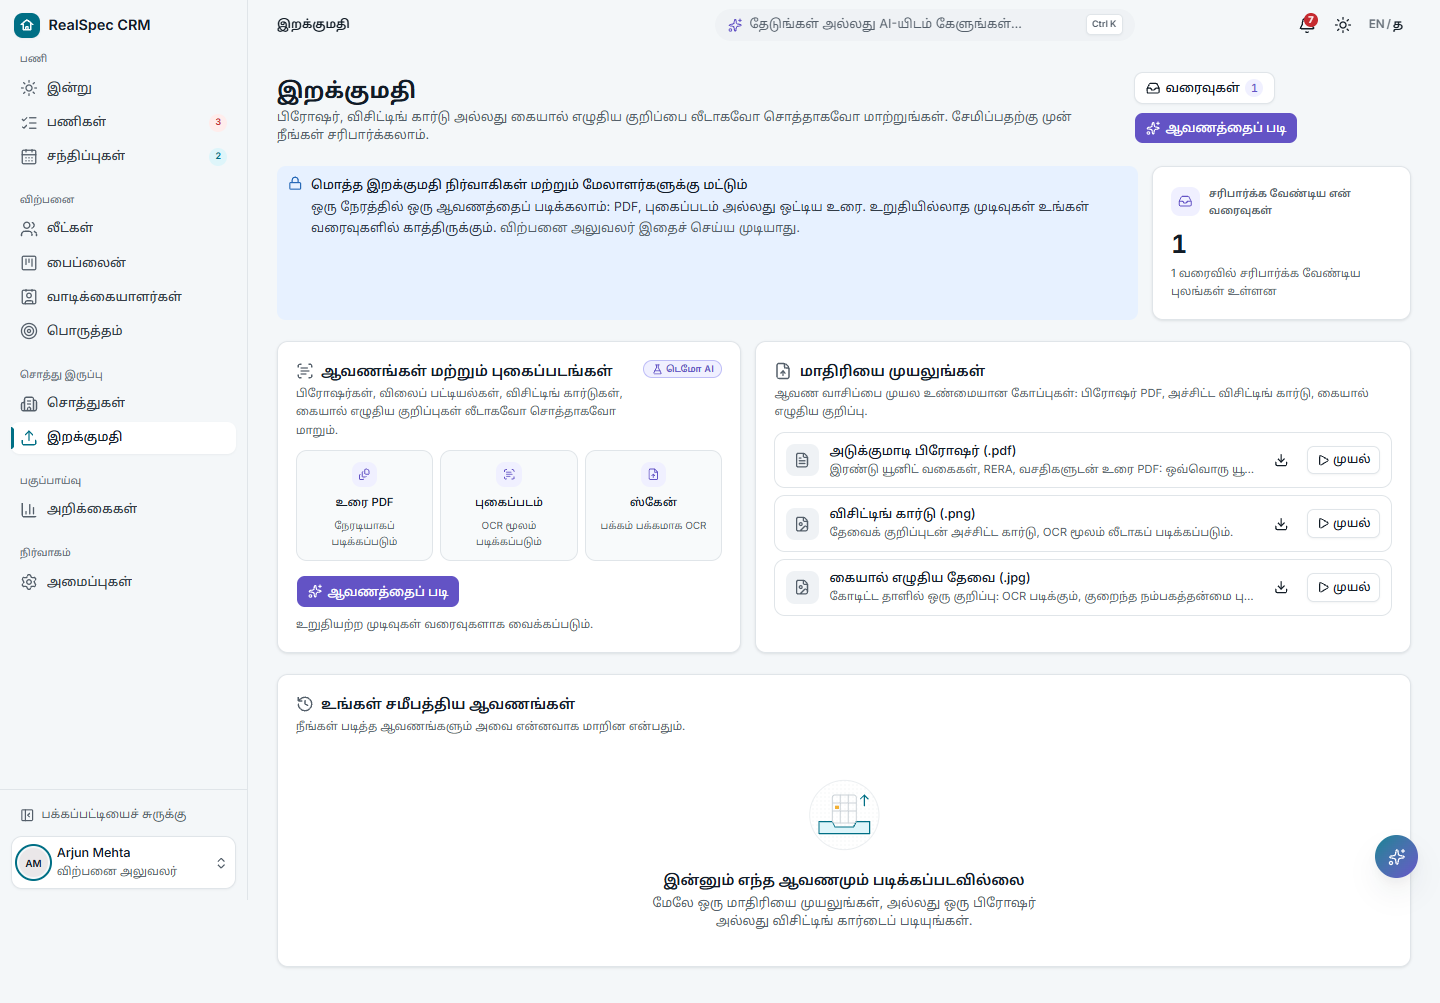 RealSpec CRM
பணி
இன்று
பணிகள் 3
சந்திப்புகள் 2
விற்பனை
லீட்கள்
பைப்லைன்
வாடிக்கையாளர்கள்
பொருத்தம்
சொத்து இருப்பு
சொத்துகள்
இறக்குமதி
பகுப்பாய்வு
அறிக்கைகள்
நிர்வாகம்
அமைப்புகள்
பக்கப்பட்டியைச் சுருக்கு
AM
Arjun Mehta
விற்பனை அலுவலர்
இறக்குமதி
தேடுங்கள் அல்லது AI-யிடம் கேளுங்கள்... Ctrl K
7
EN / த
இறக்குமதி
பிரோஷர், விசிட்டிங் கார்டு அல்லது கையால் எழுதிய குறிப்பை லீடாகவோ சொத்தாகவோ மாற்றுங்கள். சேமிப்பதற்கு முன்
நீங்கள் சரிபார்க்கலாம்.
வரைவுகள் 1
ஆவணத்தைப் படி
மொத்த இறக்குமதி நிர்வாகிகள் மற்றும் மேலாளர்களுக்கு மட்டும்
ஒரு நேரத்தில் ஒரு ஆவணத்தைப் படிக்கலாம்: PDF, புகைப்படம் அல்லது ஒட்டிய உரை. உறுதியில்லாத முடிவுகள் உங்கள்
வரைவுகளில் காத்திருக்கும். விற்பனை அலுவலர் இதைச் செய்ய முடியாது.
சரிபார்க்க வேண்டிய என்
வரைவுகள்
1
1 வரைவில் சரிபார்க்க வேண்டிய
புலங்கள் உள்ளன
ஆவணங்கள் மற்றும் புகைப்படங்கள்
டெமோ AI
பிரோஷர்கள், விலைப் பட்டியல்கள், விசிட்டிங் கார்டுகள்,
கையால் எழுதிய குறிப்புகள் லீடாகவோ சொத்தாகவோ
மாறும்.
உரை PDF
நேரடியாகப்
படிக்கப்படும்
புகைப்படம்
OCR மூலம்
படிக்கப்படும்
ஸ்கேன்
பக்கம் பக்கமாக OCR
ஆவணத்தைப் படி
உறுதியற்ற முடிவுகள் வரைவுகளாக வைக்கப்படும்.
மாதிரியை முயலுங்கள்
ஆவண வாசிப்பை முயல உண்மையான கோப்புகள்: பிரோஷர் PDF, அச்சிட்ட விசிட்டிங் கார்டு, கையால்
எழுதிய குறிப்பு.
அடுக்குமாடி பிரோஷர் (.pdf)
இரண்டு யூனிட் வகைகள், RERA, வசதிகளுடன் உரை PDF: ஒவ்வொரு யூ...
முயல்
விசிட்டிங் கார்டு (.png)
தேவைக் குறிப்புடன் அச்சிட்ட கார்டு, OCR மூலம் லீடாகப் படிக்கப்படும்.
முயல்
கையால் எழுதிய தேவை (.jpg)
கோடிட்ட தாளில் ஒரு குறிப்பு: OCR படிக்கும், குறைந்த நம்பகத்தன்மை பு...
முயல்
உங்கள் சமீபத்திய ஆவணங்கள்
நீங்கள் படித்த ஆவணங்களும் அவை என்னவாக மாறின என்பதும்.
இன்னும் எந்த ஆவணமும் படிக்கப்படவில்லை
மேலே ஒரு மாதிரியை முயலுங்கள், அல்லது ஒரு பிரோஷர்
அல்லது விசிட்டிங் கார்டைப் படியுங்கள்.